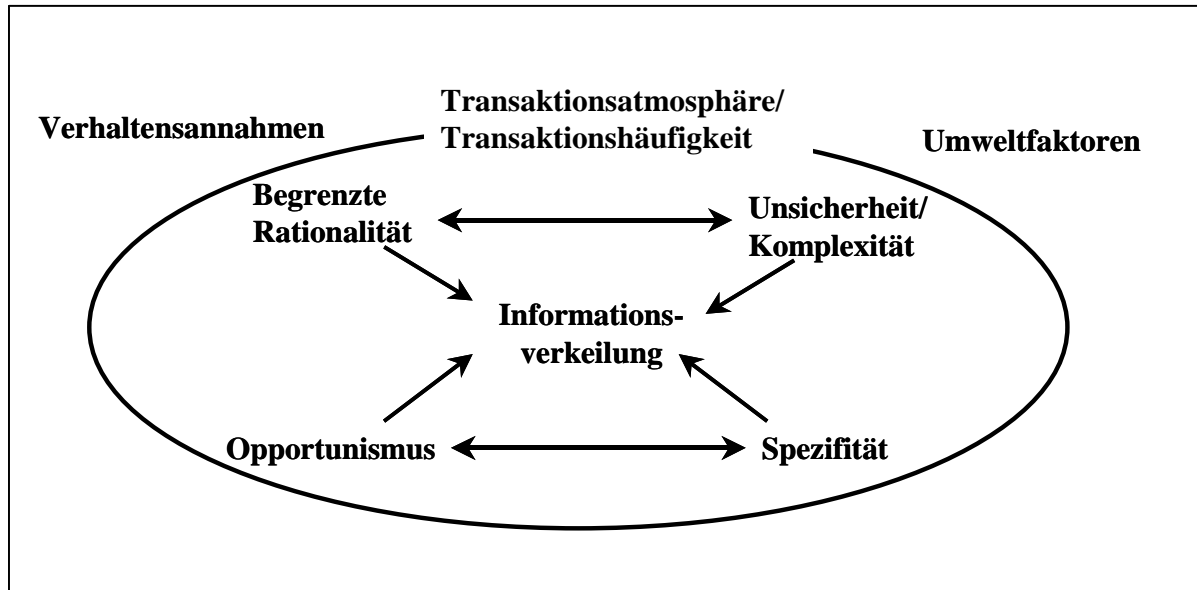 Transaktionsatmosphäre/
Transaktionshäufigkeit
Verhaltensannahmen
Umweltfaktoren
Begrenzte
Rationalität
Unsicherheit/
Komplexität
Informations-
verkeilung
Opportunismus
Spezifität